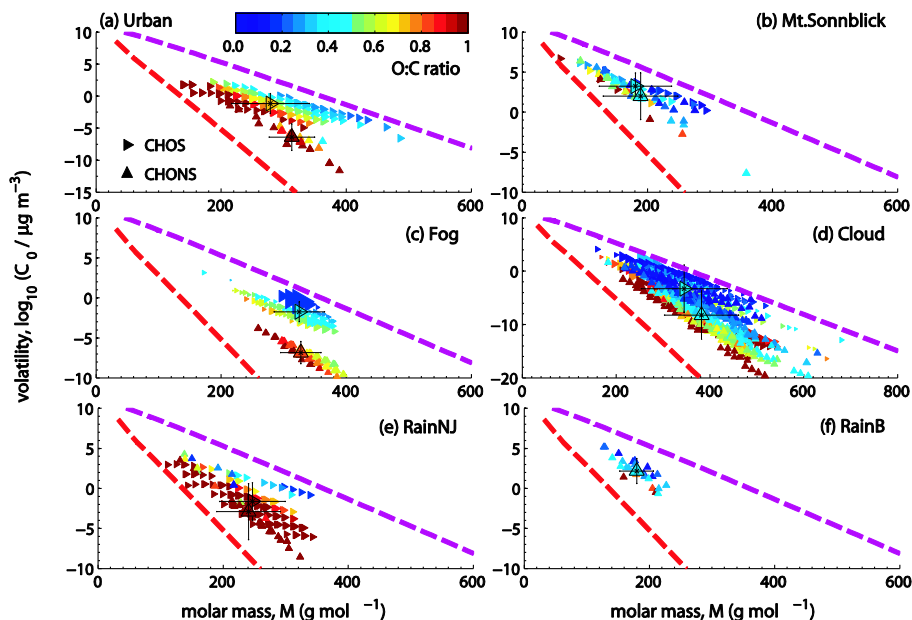 (a) Urban
0.0 0.2 0.4 0.6 0.8 1
O:C ratio
(b) Mt.Sonnblick
10
5
0
−5
−10
−15
0 200 400 600
CHOS
CHONS
10
5
0
−5
−10
0 200 400 600
(c) Fog
10
5
0
−5
−10
0 200 400 600
(d) Cloud
10
0
−10
−20
0 200 400 600 800
volatility, log10 (C0 / μg m⁻³)
(e) RainNJ
10
5
0
−5
−10
0 200 400 600
molar mass, M (g mol ⁻¹)
(f) RainB
10
5
0
−5
−10
0 200 400 600
molar mass, M (g mol ⁻¹)